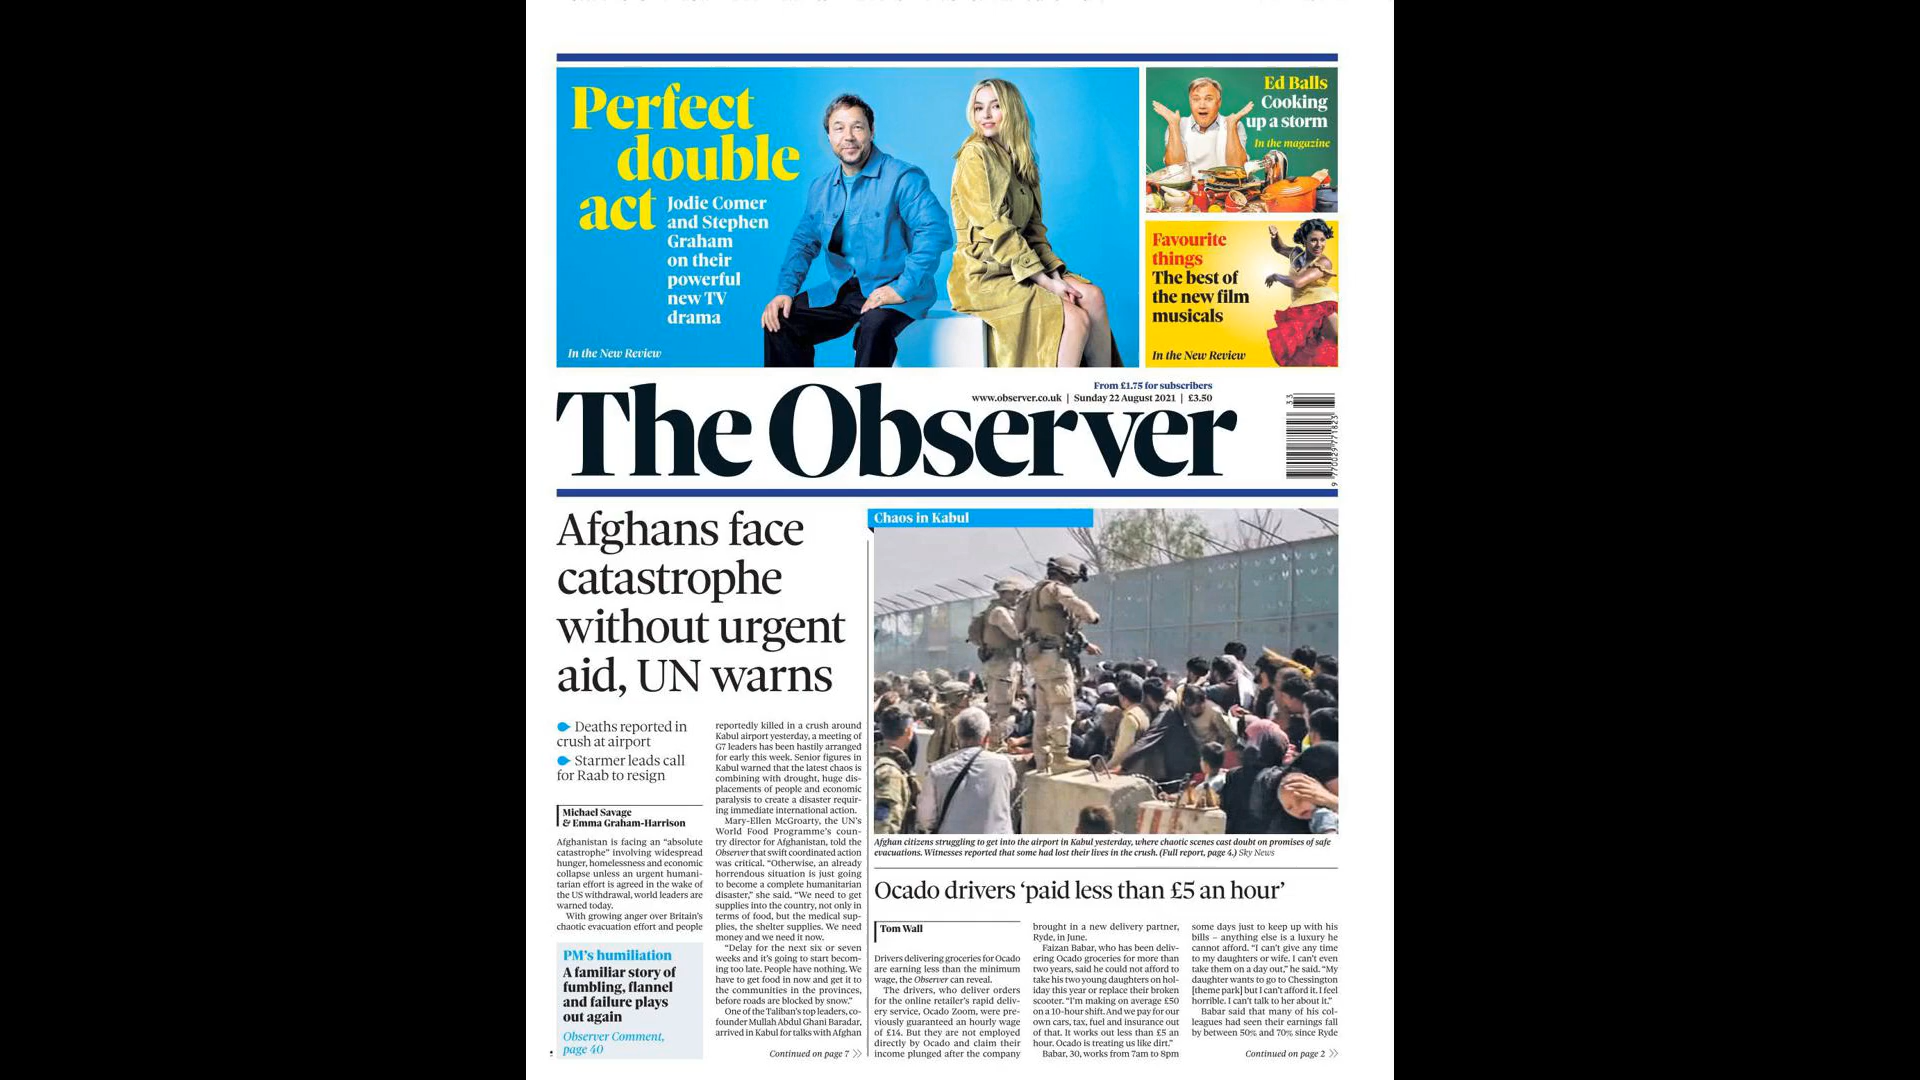 Perfect
double
act
Jodie Comer
and Stephen
Graham
on their
powerful
new TV
drama
In the New Review
Ed Balls
Cooking
up a storm
In the magazine
Favourite
things
The best of
the new film
musicals
In the New Review
From £1.75 for subscribers
www.observer.co.uk | Sunday 22 August 2021 | £3.50
The Observer
33
9 770029 771823
Afghans face
catastrophe
without urgent
aid, UN warns
Deaths reported in
crush at airport
Starmer leads call
for Raab to resign
Michael Savage
& Emma Graham-Harrison
Afghanistan is facing an “absolute
catastrophe” involving widespread
hunger, homelessness and economic
collapse unless an urgent humani-
tarian effort is agreed in the wake of
the US withdrawal, world leaders are
warned today.
With growing anger over Britain’s
chaotic evacuation effort and people
PM’s humiliation
A familiar story of
fumbling, flannel
and failure plays
out again
Observer Comment,
page 40
reportedly killed in a crush around
Kabul airport yesterday, a meeting of
G7 leaders has been hastily arranged
for early this week. Senior figures in
Kabul warned that the latest chaos is
combining with drought, huge dis-
placements of people and economic
paralysis to create a disaster requir-
ing immediate international action.
Mary-Ellen McGroarty, the UN’s
World Food Programme’s coun-
try director for Afghanistan, told the
Observer that swift coordinated action
was critical. “Otherwise, an already
horrendous situation is just going
to become a complete humanitarian
disaster,” she said. “We need to get
supplies into the country, not only in
terms of food, but the medical sup-
plies, the shelter supplies. We need
money and we need it now.
“Delay for the next six or seven
weeks and it’s going to start becom-
ing too late. People have nothing. We
have to get food in now and get it to
the communities in the provinces,
before roads are blocked by snow.”
One of the Taliban’s top leaders, co-
founder Mullah Abdul Ghani Baradar,
arrived in Kabul for talks with Afghan
Continued on page 7
Chaos in Kabul
Afghan citizens struggling to get into the airport in Kabul yesterday, where chaotic scenes cast doubt on promises of safe
evacuations. Witnesses reported that some had lost their lives in the crush. (Full report, page 4.) Sky News
Ocado drivers ‘paid less than £5 an hour’
Tom Wall
Drivers delivering groceries for Ocado
are earning less than the minimum
wage, the Observer can reveal.
The drivers, who deliver orders
for the online retailer’s rapid deliv-
ery service, Ocado Zoom, were pre-
viously guaranteed an hourly wage
of £14. But they are not employed
directly by Ocado and claim their
income plunged after the company
brought in a new delivery partner,
Ryde, in June.
Faizan Babar, who has been deliv-
ering Ocado groceries for more than
two years, said he could not afford to
take his two young daughters on hol-
iday this year or replace their broken
scooter. “I’m making on average £50
on a 10-hour shift. And we pay for our
own cars, tax, fuel and insurance out
of that. It works out less than £5 an
hour. Ocado is treating us like dirt.”
Babar, 30, works from 7am to 8pm
some days just to keep up with his
bills – anything else is a luxury he
cannot afford. “I can’t give any time
to my daughters or wife. I can’t even
take them on a day out,” he said. “My
daughter wants to go to Chessington
[theme park] but I can’t afford it. I feel
horrible. I can’t talk to her about it.”
Babar said that many of his col-
leagues had seen their earnings fall
by between 50% and 70% since Ryde
Continued on page 2